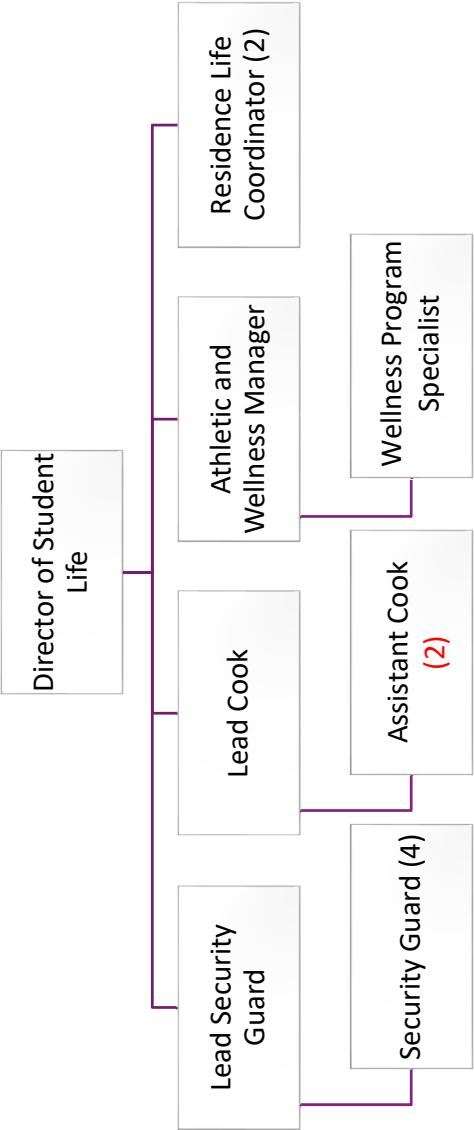 Director of Student
Life
Lead Security
Guard
Lead Cook
Athletic and
Wellness Manager
Residence Life
Coordinator (2)
Security Guard (4)
Assistant Cook
(2)
Wellness Program
Specialist